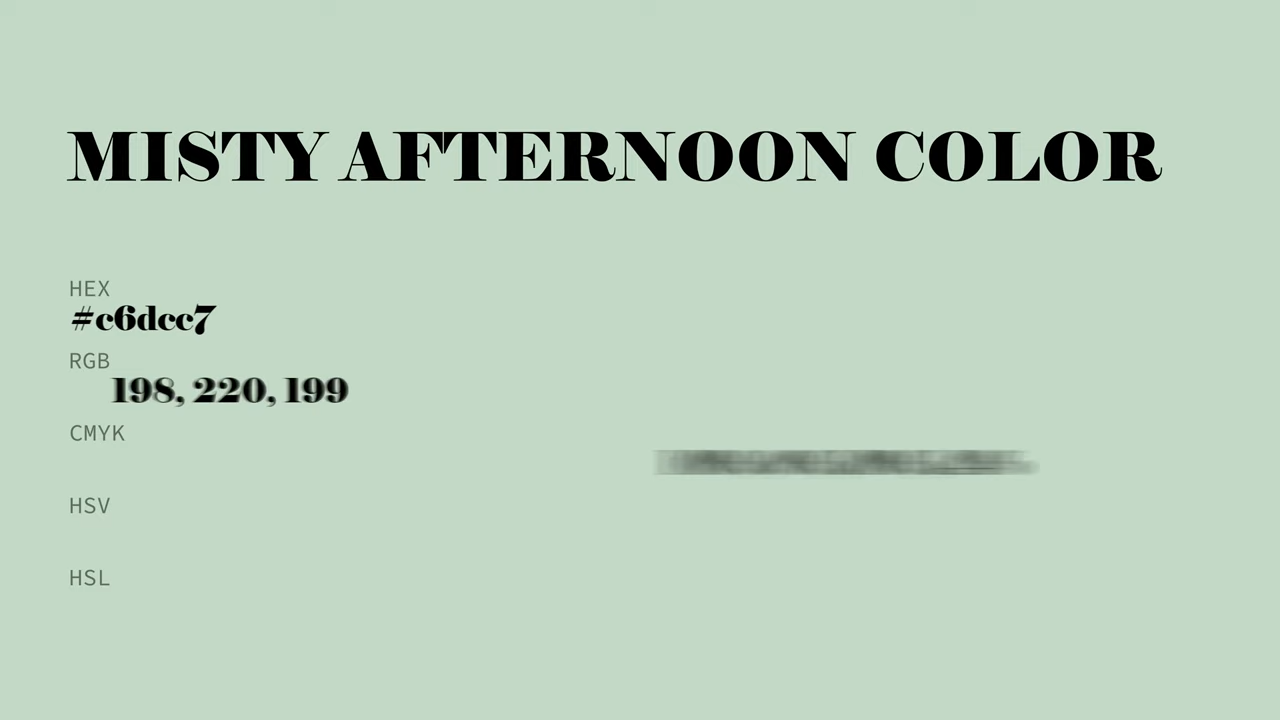 MISTY AFTERNOON COLOR
HEX
#c6dcc7
RGB
198, 220, 199
CMYK
HSV
HSL